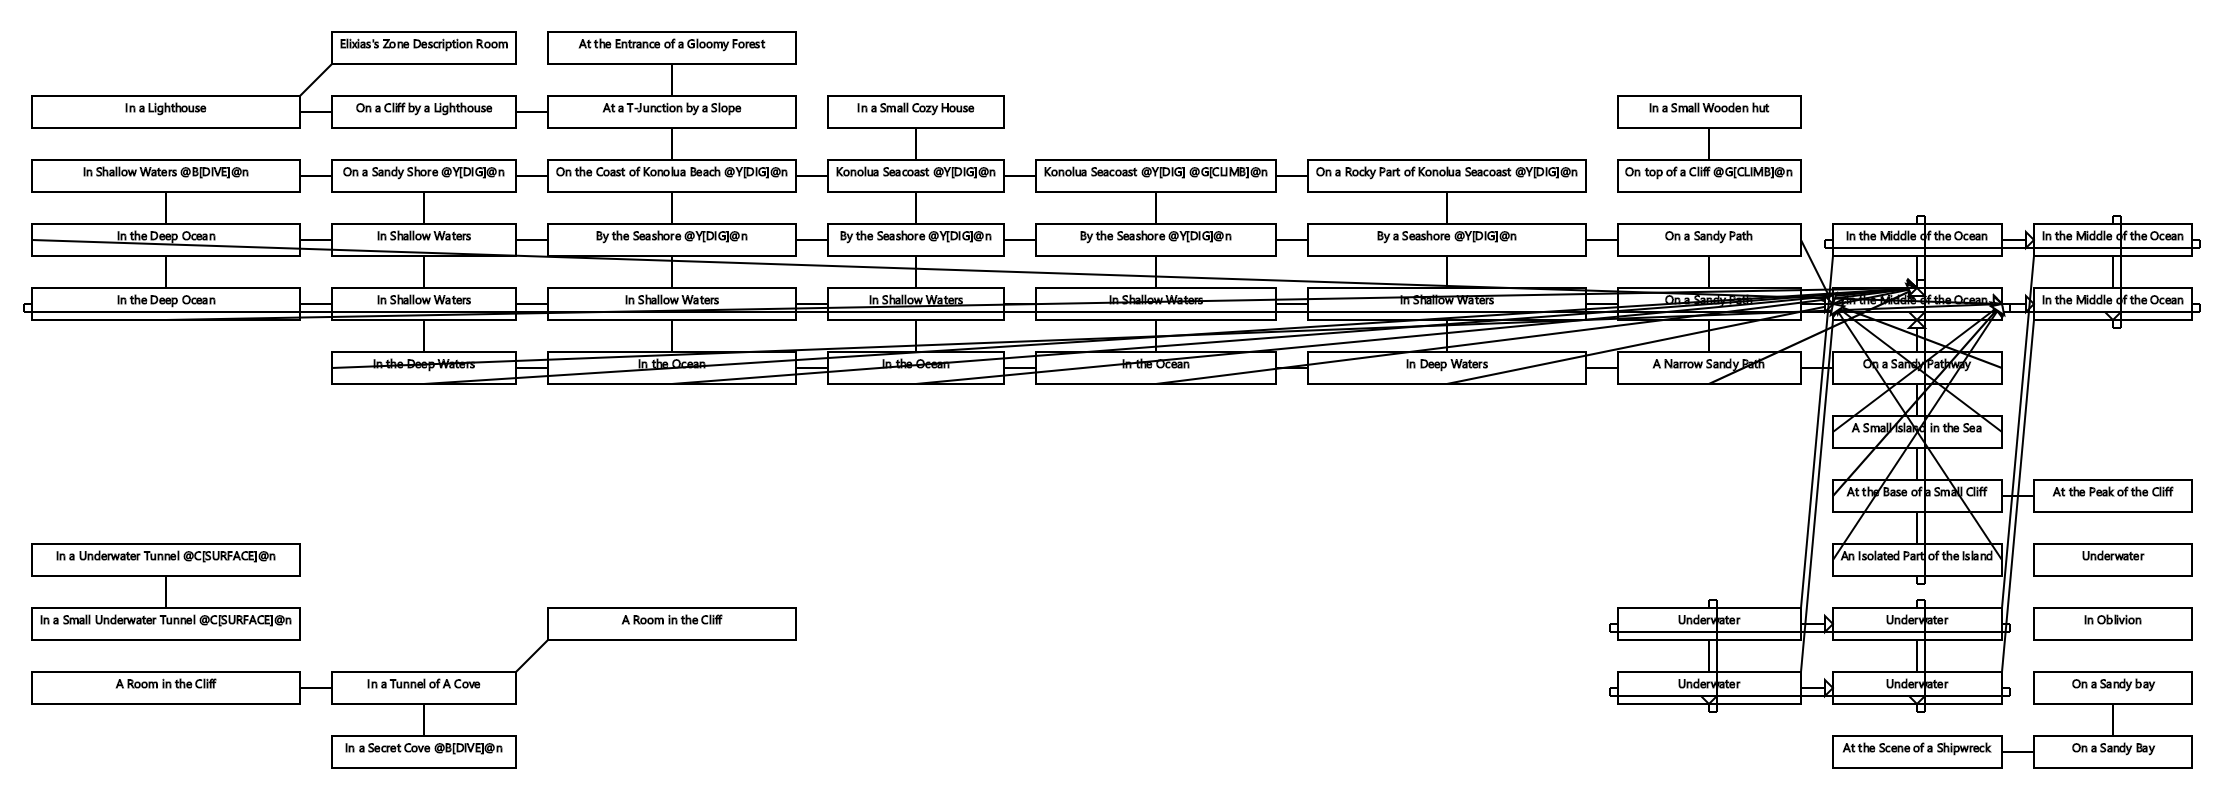 Elixias's Zone Description Room
At the Entrance of a Gloomy Forest
In a Lighthouse
On a Cliff by a Lighthouse
At a T-Junction by a Slope
In a Small Cozy House
In a Small Wooden hut
In Shallow Waters @B[DIVE]@n
On a Sandy Shore @Y[DIG]@n
On the Coast of Konolua Beach @Y[DIG]@n
Konolua Seacoast @Y[DIG]@n
Konolua Seacoast @Y[DIG] @G[CLIMB]@n
On a Rocky Part of Konolua Seacoast @Y[DIG]@n
On top of a Cliff @G[CLIMB]@n
In the Deep Ocean
In Shallow Waters
By the Seashore @Y[DIG]@n
By the Seashore @Y[DIG]@n
By the Seashore @Y[DIG]@n
By a Seashore @Y[DIG]@n
On a Sandy Path
In the Middle of the Ocean
In the Middle of the Ocean
In the Deep Ocean
In Shallow Waters
In Shallow Waters
In Shallow Waters
In Shallow Waters
In Shallow Waters
On a Sandy Path
In the Middle of the Ocean
In the Middle of the Ocean
In the Deep Waters
In the Ocean
In the Ocean
In the Ocean
In Deep Waters
A Narrow Sandy Path
On a Sandy Pathway
A Small Island in the Sea
At the Base of a Small Cliff
At the Peak of the Cliff
In a Underwater Tunnel @C[SURFACE]@n
An Isolated Part of the Island
Underwater
In a Small Underwater Tunnel @C[SURFACE]@n
A Room in the Cliff
Underwater
Underwater
In Oblivion
A Room in the Cliff
In a Tunnel of A Cove
Underwater
Underwater
On a Sandy bay
In a Secret Cove @B[DIVE]@n
At the Scene of a Shipwreck
On a Sandy Bay